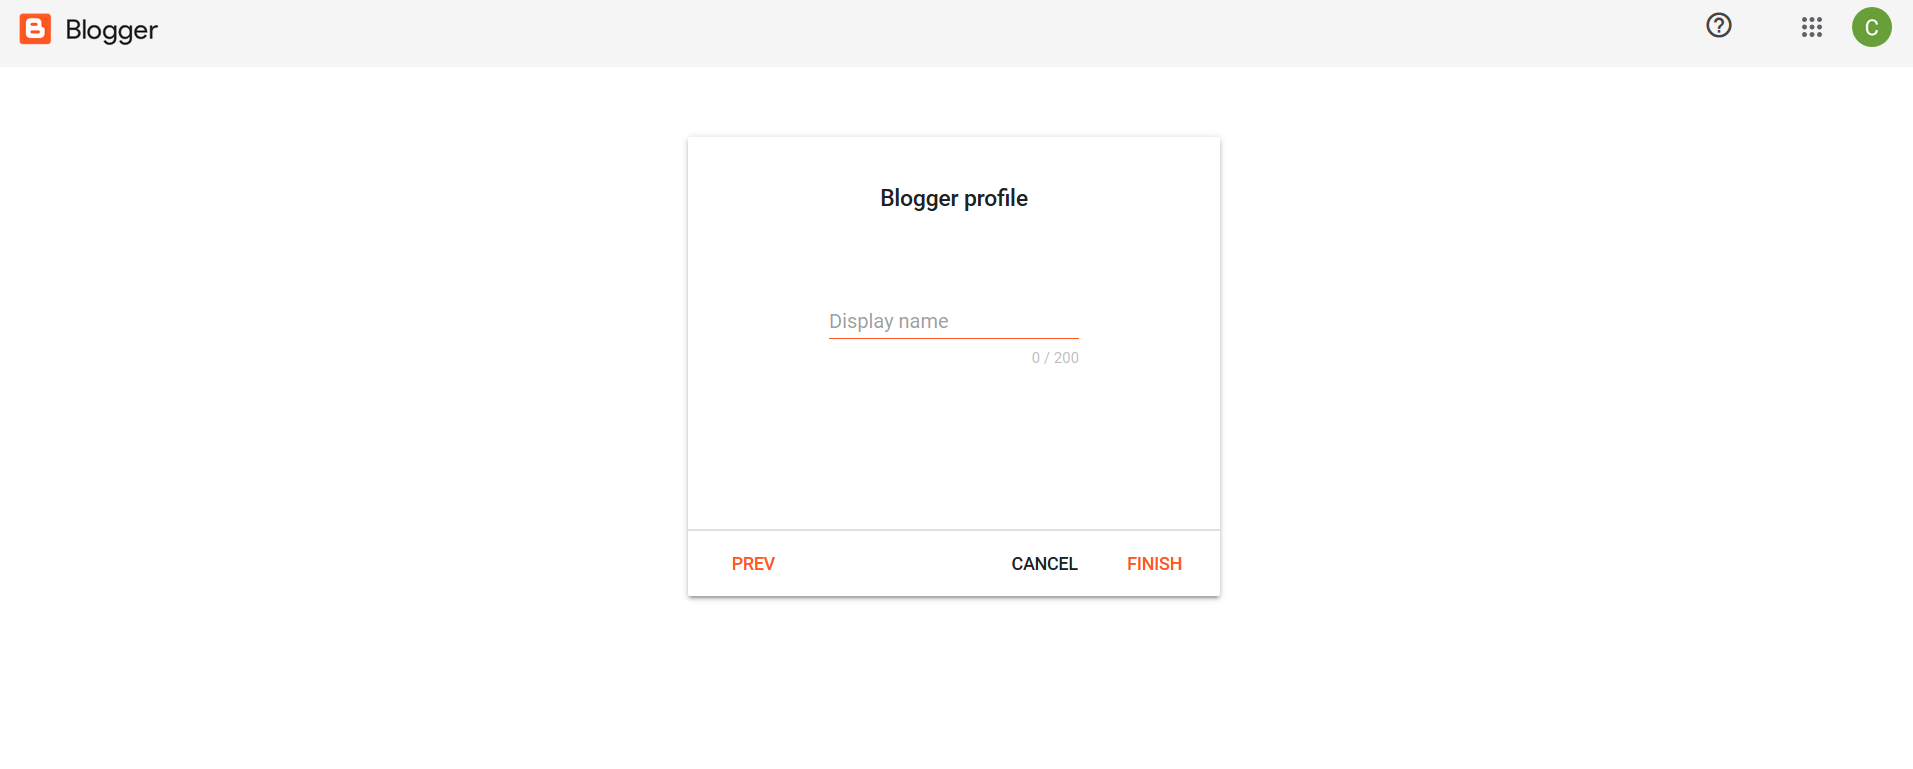 Blogger
C
Blogger profile
Display name
0 / 200
PREV CANCEL FINISH